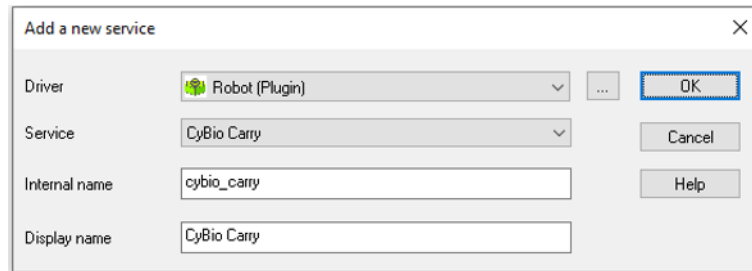 Add a new service
Driver
Robot (Plugin)
...
OK
Service
CyBio Carry
Cancel
Internal name
cybio_carry
Help
Display name
CyBio Carry